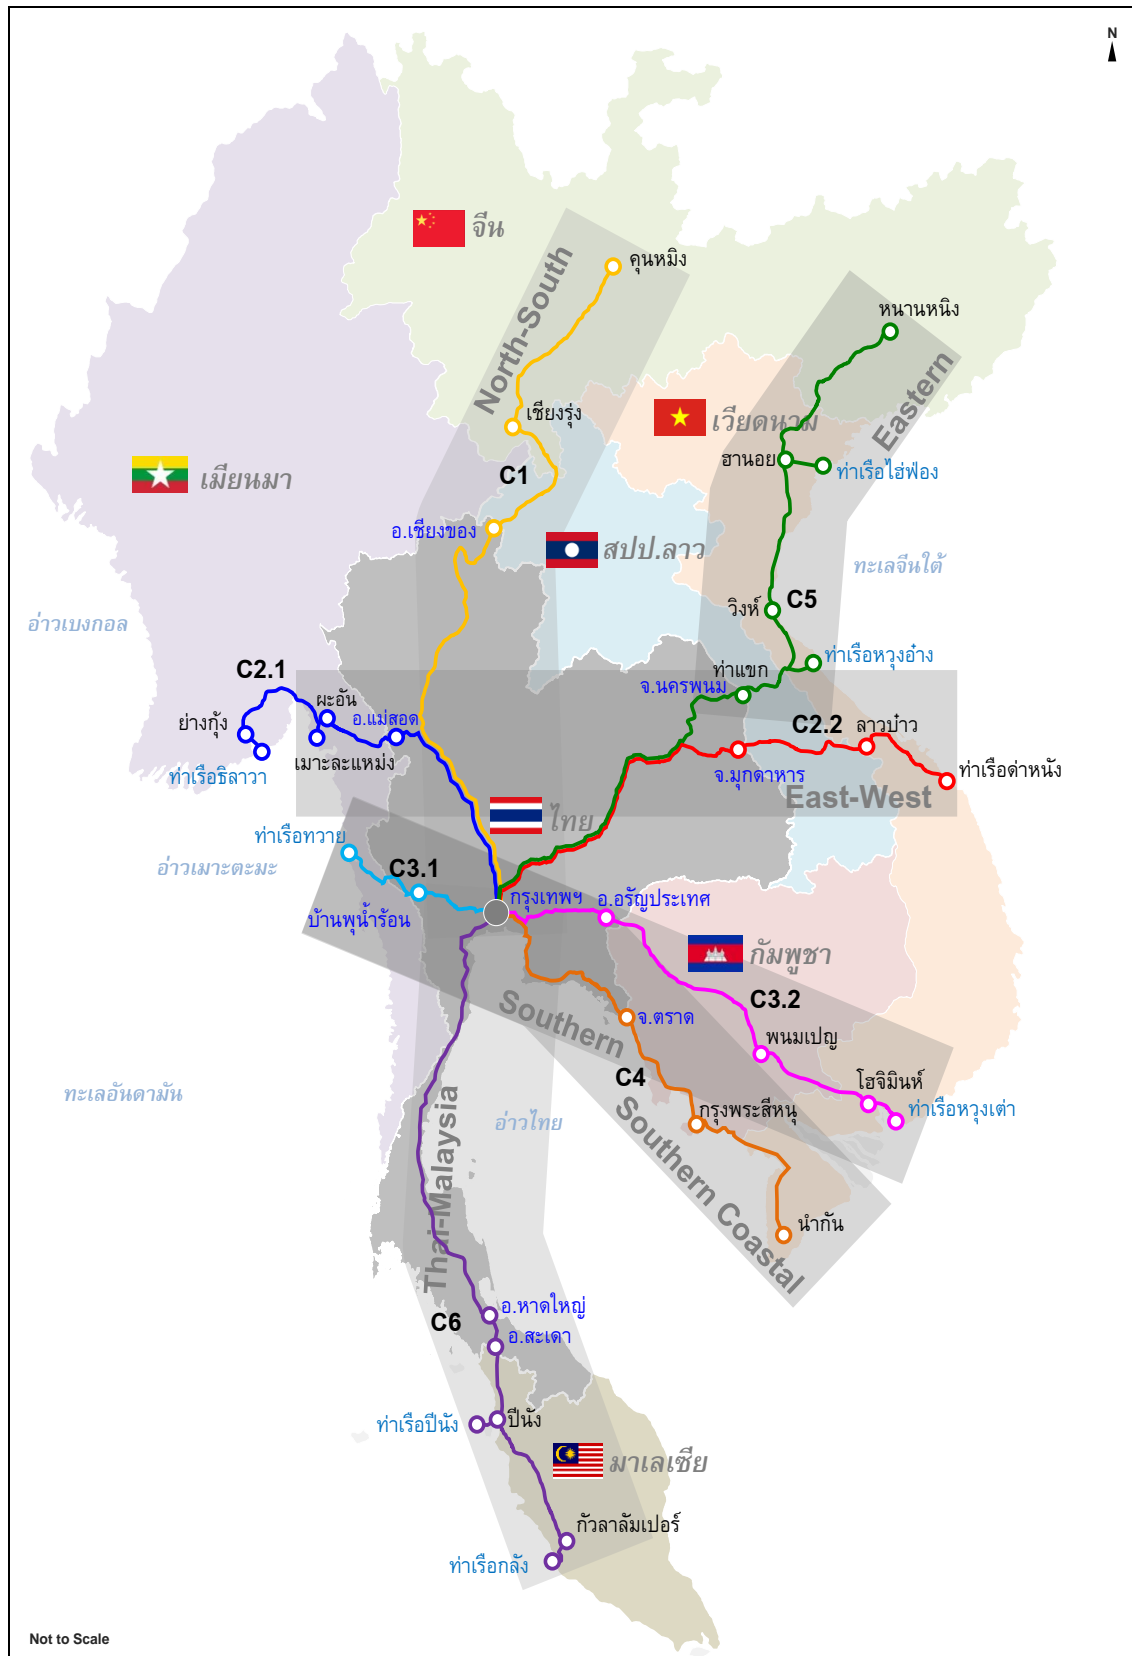 N
จีน
คุนหมิง
North-South
หนานหนิง
Eastern
เชียงรุ่ง
เวียดนาม
ฮานอย
ท่าเรือไฮ่ฟ่อง
C1
เมียนมา
อ.เชียงของ
สปป.ลาว
ทะเลจีนใต้
วิงห์
C5
อ่าวเบงกอล
ท่าเรือหวุงอ๋าง
C2.1
ท่าแขก
จ.นครพนม
ผะอัน
อ.แม่สอด
ย่างกุ้ง
C2.2
ลาวบ๋าว
เมาะละแหม่ง
ท่าเรือธิลาวา
จ.มุกดาหาร
ท่าเรือด่าหนัง
East-West
ไทย
ท่าเรือทวาย
อ่าวเมาะตะมะ
C3.1
กรุงเทพฯ
อ.อรัญประเทศ
บ้านพุน้ำร้อน
กัมพูชา
Southern
C3.2
จ.ตราด
พนมเปญ
C4
โฮจิมินห์
ท่าเรือหวุงเต่า
ทะเลอันดามัน
กรุงพระสีหนุ
อ่าวไทย
Thai-Malaysia
Southern Coastal
นำกัน
อ.หาดใหญ่
C6
อ.สะเดา
ท่าเรือปีนัง
ปีนัง
มาเลเซีย
กัวลาลัมเปอร์
ท่าเรือกลัง
Not to Scale